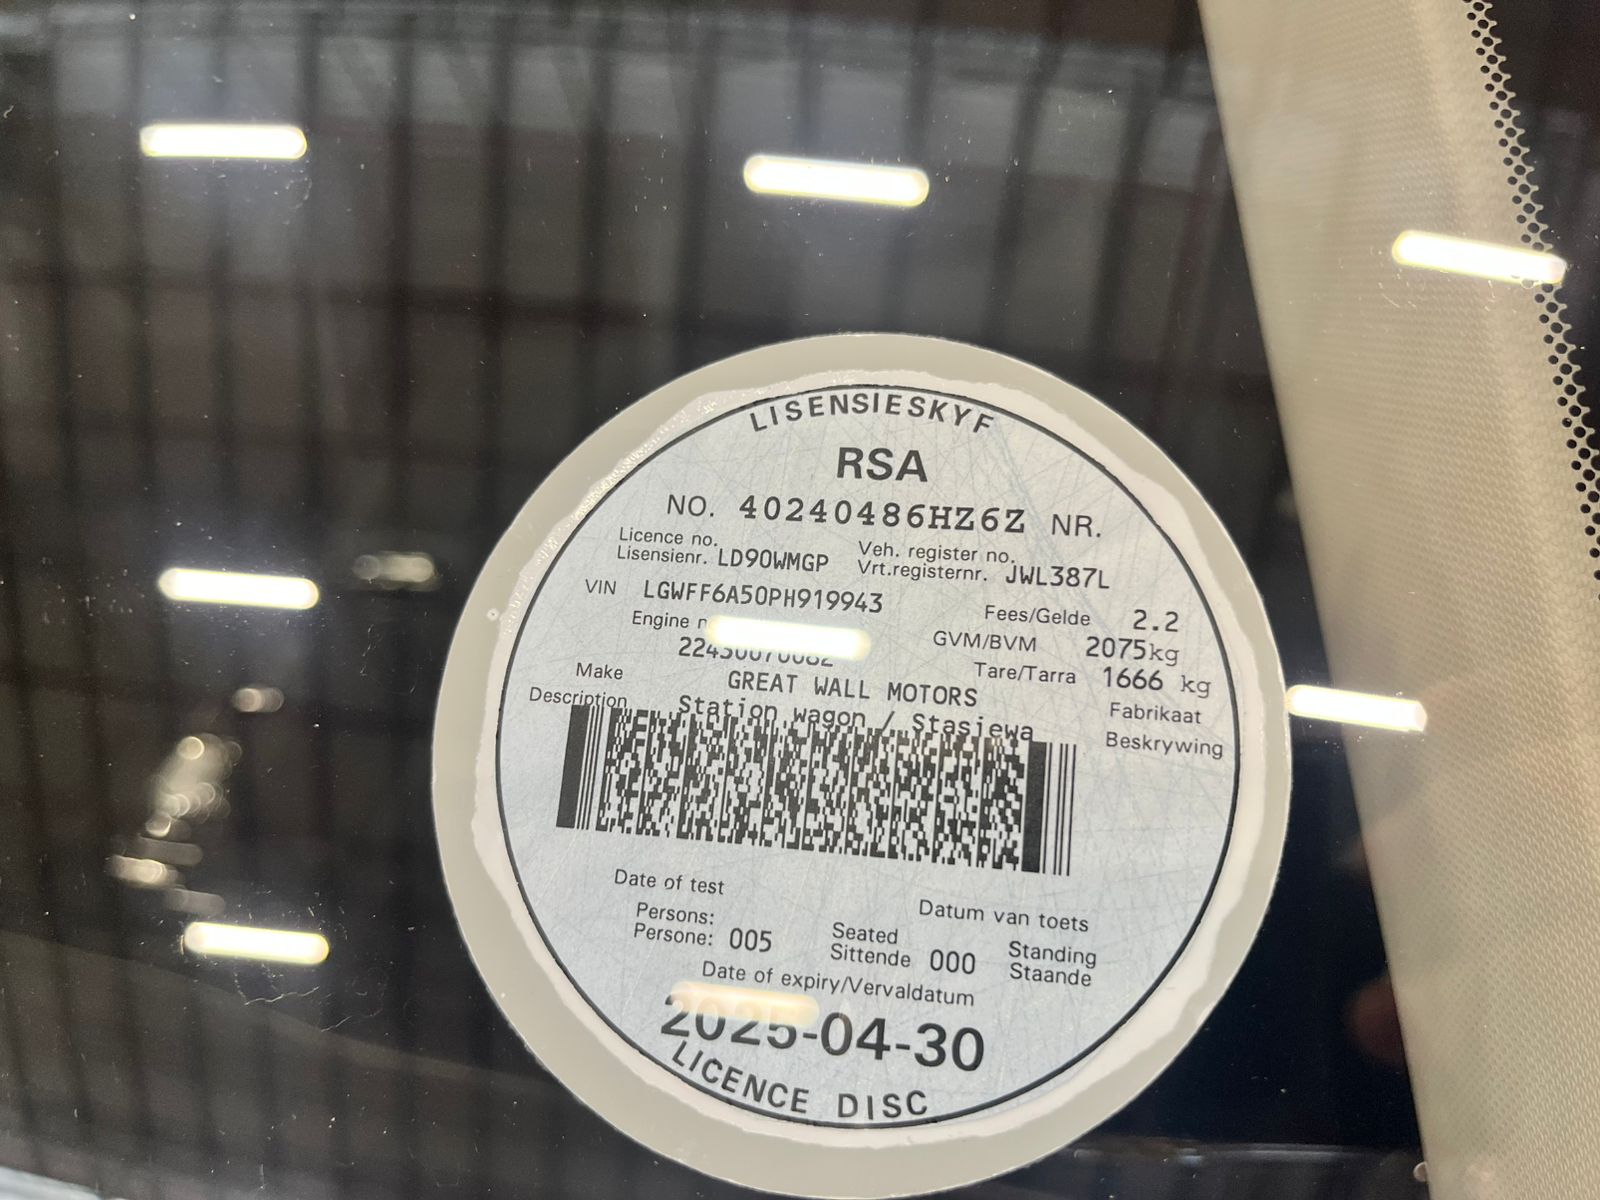 LISENSIESKYF
RSA
NO. 40240486HZ6Z NR.
Licence no.
Lisensienr. LD90WMGP
Veh. register no.
Vrt.registernr. JWL387L
VIN LGWFF6A50PH919943
Fees/Gelde 2.2
Engine
GVM/BVM 2075kg
Tare/Tarra 1666 kg
Make GREAT WALL MOTORS Fabrikaat
Description Station wagon / Stasiewa Beskrywing
Date of test Datum van toets
Persons:
Persone: 005
Seated
Sittende 000
Standing
Staande
Date of expiry/Vervaldatum
2025-04-30
LICENCE DISC